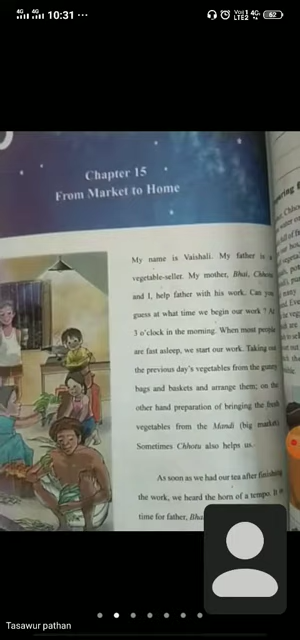 10:31
Vo1 4G
LTE2
62
Chapter 15
From Market to Home
My name is Vaishali. My father is a
vegetable-seller. My mother, Bhai, Chhotu
and I, help father with his work. Can you
guess at what time we begin our work ? At
3 o'clock in the morning. When most people
are fast asleep, we start our work. Taking out
the previous day's vegetables from the gunny
bags and baskets and arrange them; on the
other hand preparation of bringing the fresh
vegetables from the Mandi (big market)
Sometimes Chhotu also helps us.
As soon as we had our tea after finishing
the work, we heard the horn of a tempo. It is
time for father, Bhai
Tasawur pathan